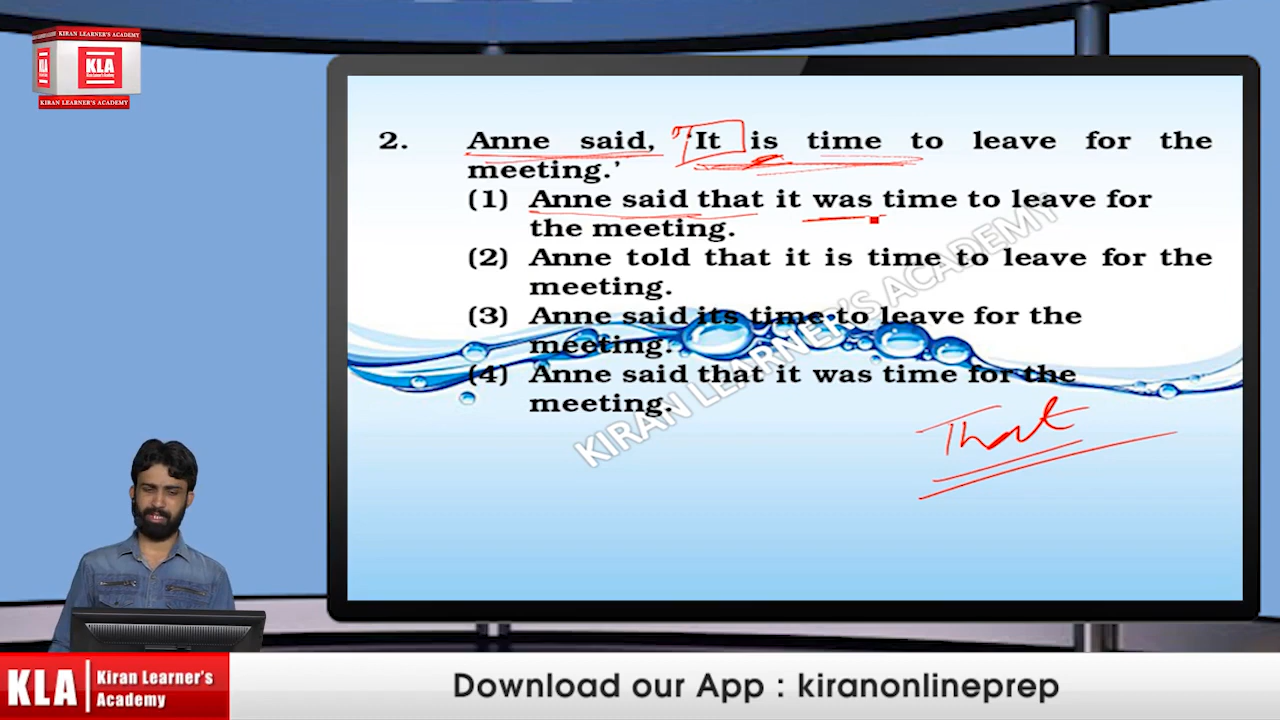 KIRAN LEARNER'S ACADEMY
KLA
Kiran Learner's Academy
KIRAN LEARNER'S ACADEMY
2. Anne said, 'It is time to leave for the
meeting.'
(1) Anne said that it was time to leave for
the meeting.
(2) Anne told that it is time to leave for the
meeting.
(3) Anne said its time to leave for the
meeting.
(4) Anne said that it was time for the
meeting.
That
KIRAN LEARNER'S ACADEMY
KLA
Kiran Learner's
Academy
Download our App : kiranonlineprep